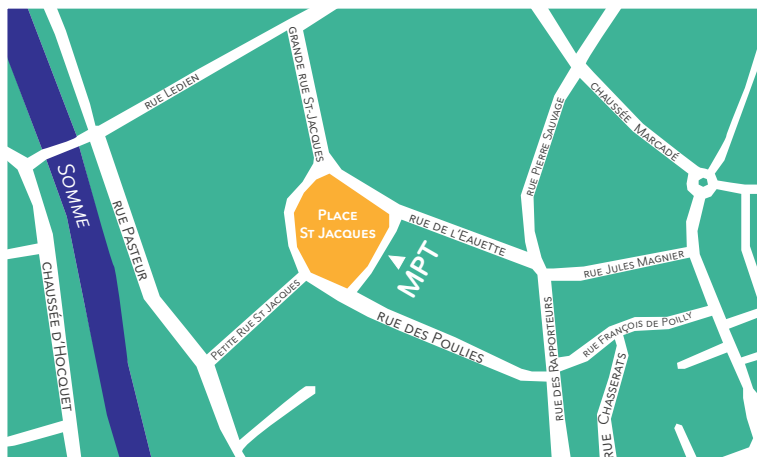 Rue Ledien
Grande rue St-Jacques
Chaussée Marcadé
Rue Pierre Sauvage
Somme
Rue Pasteur
Place
St Jacques
Rue de l'Eauette
MPT
Rue Jules Magnier
Chaussée d'Hocquet
Petite Rue St Jacques
Rue des Poulies
Rue des Rapporteurs
Rue François de Poilly
Rue Chasserats